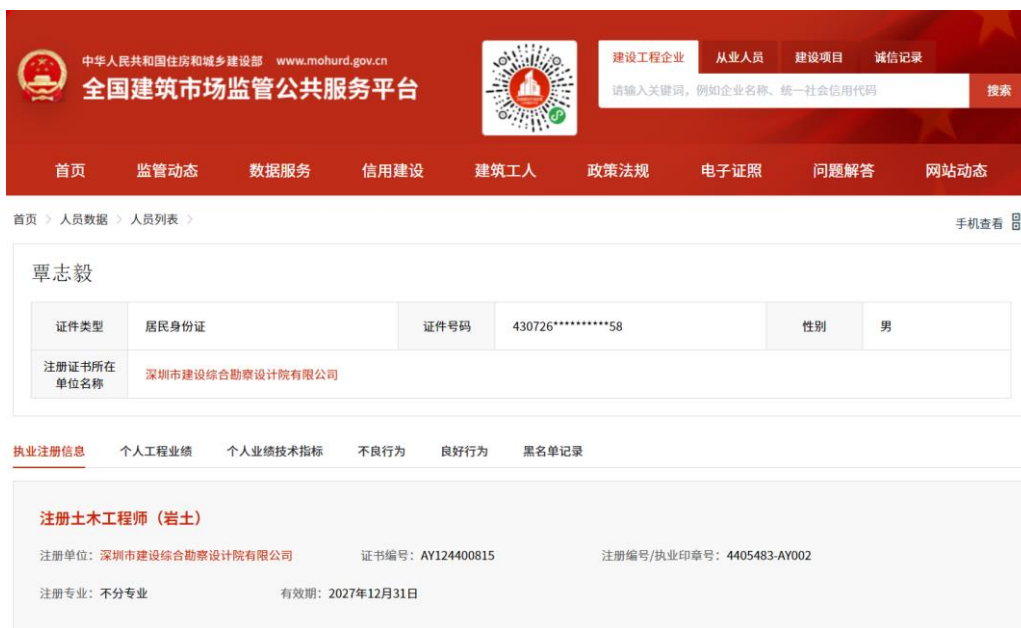 中华人民共和国住房和城乡建设部 www.mohurd.gov.cn
全国建筑市场监管公共服务平台
建设工程企业 从业人员 建设项目 诚信记录
请输入关键词，例如企业名称、统一社会信用代码 搜索
首页 监管动态 数据服务 信用建设 建筑工人 政策法规 电子证照 问题解答 网站动态
首页 > 人员数据 > 人员列表 >
手机查看
覃志毅
证件类型 居民身份证 证件号码 430726**********58 性别 男
注册证书所在
单位名称
深圳市建设综合勘察设计院有限公司
执业注册信息 个人工程业绩 个人业绩技术指标 不良行为 良好行为 黑名单记录
注册土木工程师（岩土）
注册单位：深圳市建设综合勘察设计院有限公司 证书编号：AY124400815 注册编号/执业印章号：4405483-AY002
注册专业：不分专业 有效期：2027年12月31日